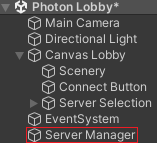 Photon Lobby*
Main Camera
Directional Light
Canvas Lobby
Scenery
Connect Button
Server Selection
EventSystem
Server Manager